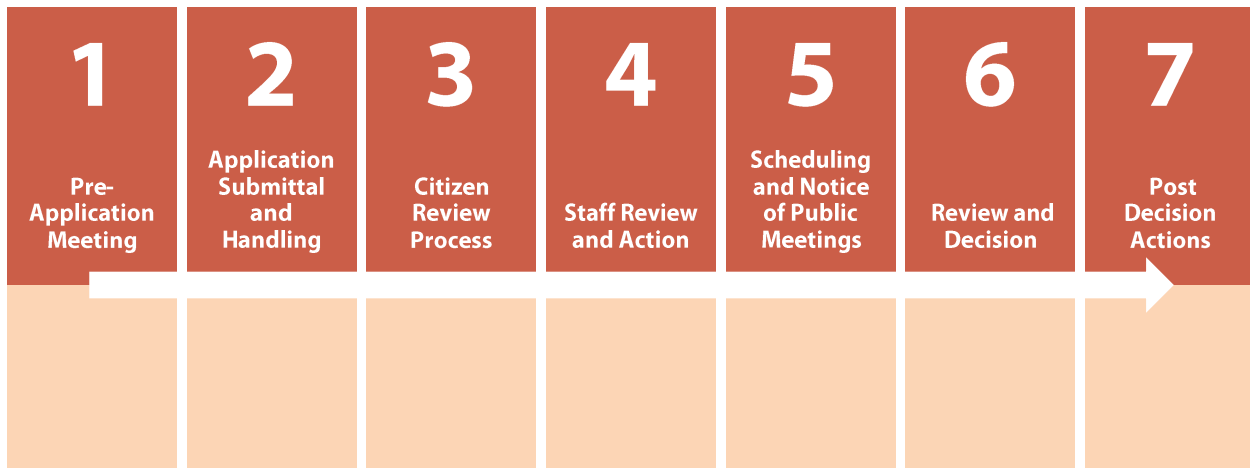 1
Pre-
Application
Meeting
2
Application
Submittal
and
Handling
3
Citizen
Review
Process
4
Staff Review
and Action
5
Scheduling
and Notice
of Public
Meetings
6
Review and
Decision
7
Post
Decision
Actions